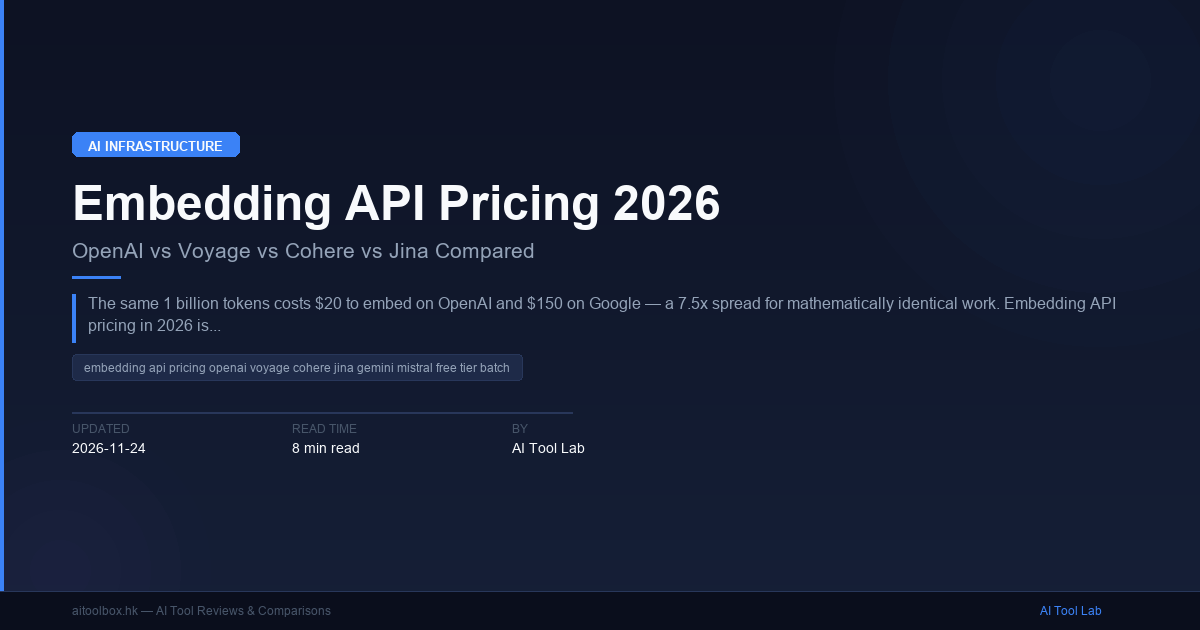 AI INFRASTRUCTURE
Embedding API Pricing 2026
OpenAI vs Voyage vs Cohere vs Jina Compared
The same 1 billion tokens costs $20 to embed on OpenAI and $150 on Google — a 7.5x spread for mathematically identical work. Embedding API
pricing in 2026 is...
embedding api pricing openai voyage cohere jina gemini mistral free tier batch
UPDATED READ TIME BY
2026-11-24 8 min read AI Tool Lab
aitoolbox.hk — AI Tool Reviews & Comparisons AI Tool Lab